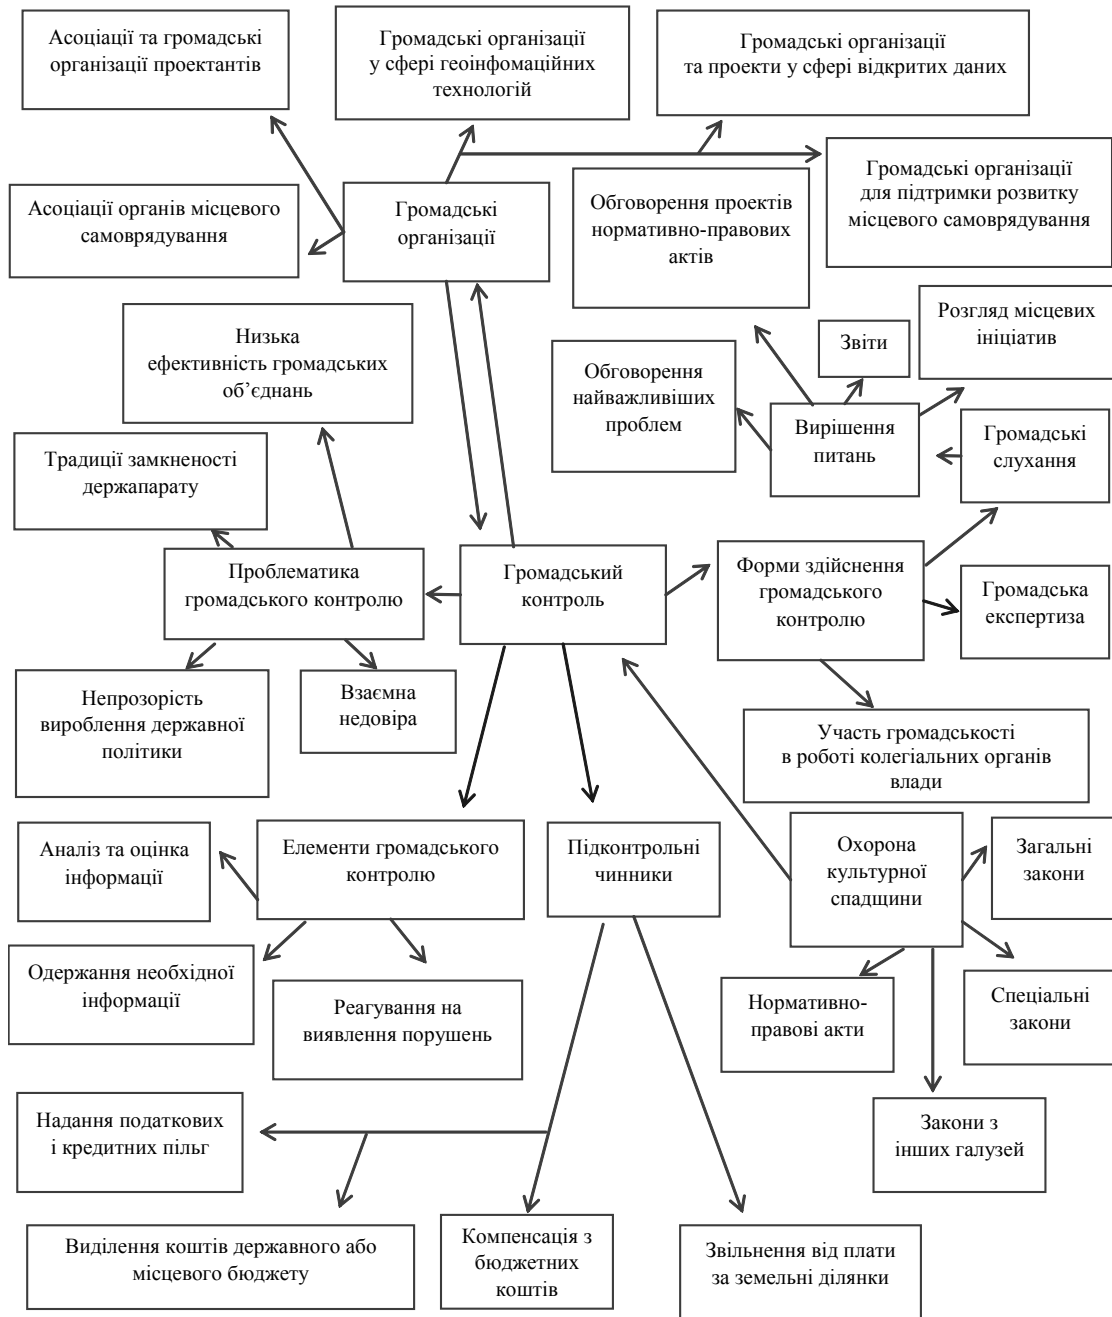 Асоціації та громадські
організації проектантів
Громадські організації
у сфері геоінфомаційних
технологій
Громадські організації
та проекти у сфері відкритих даних
Асоціації органів місцевого
самоврядування
Громадські
організації
Обговорення проектів
нормативно-правових
актів
Громадські організації
для підтримки розвитку
місцевого самоврядування
Низька
ефективність громадських
об’єднань
Обговорення
найважливіших
проблем
Звіти
Розгляд місцевих
ініціатив
Вирішення
питань
Громадські
слухання
Традиції замкнености
держапарату
Проблематика
громадського контролю
Громадський
контроль
Форми здійснення
громадського
контролю
Громадська
експертиза
Непрозорість
вироблення державної
політики
Взаємна
недовіра
Участь громадськості
в роботі колегіальних органів
влади
Аналіз та оцінка
інформації
Елементи громадського
контролю
Підконтрольні
чинники
Охорона
культурної
спадщини
Загальні
закони
Одержання необхідної
інформації
Реагування на
виявлення порушень
Нормативно-
правові акти
Спеціальні
закони
Надання податкових
і кредитних пільг
Закони з
інших галузей
Виділення коштів державного або
місцевого бюджету
Компенсація з
бюджетних
коштів
Звільнення від плати
за земельні ділянки